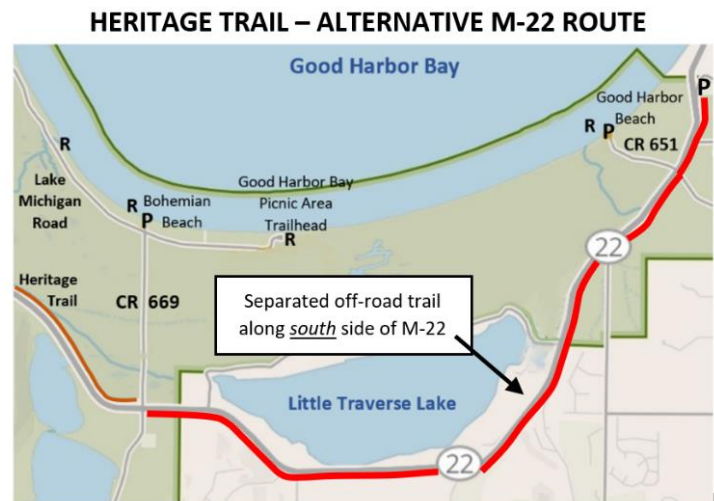 HERITAGE TRAIL – ALTERNATIVE M-22 ROUTE
Good Harbor Bay
P
Good Harbor
Beach
R P
CR 651
R
Lake
Michigan
Road
R
P
Bohemian
Beach
Good Harbor Bay
Picnic Area
Trailhead
R
22
Heritage
Trail
CR 669
Separated off-road trail
along south side of M-22
Little Traverse Lake
22